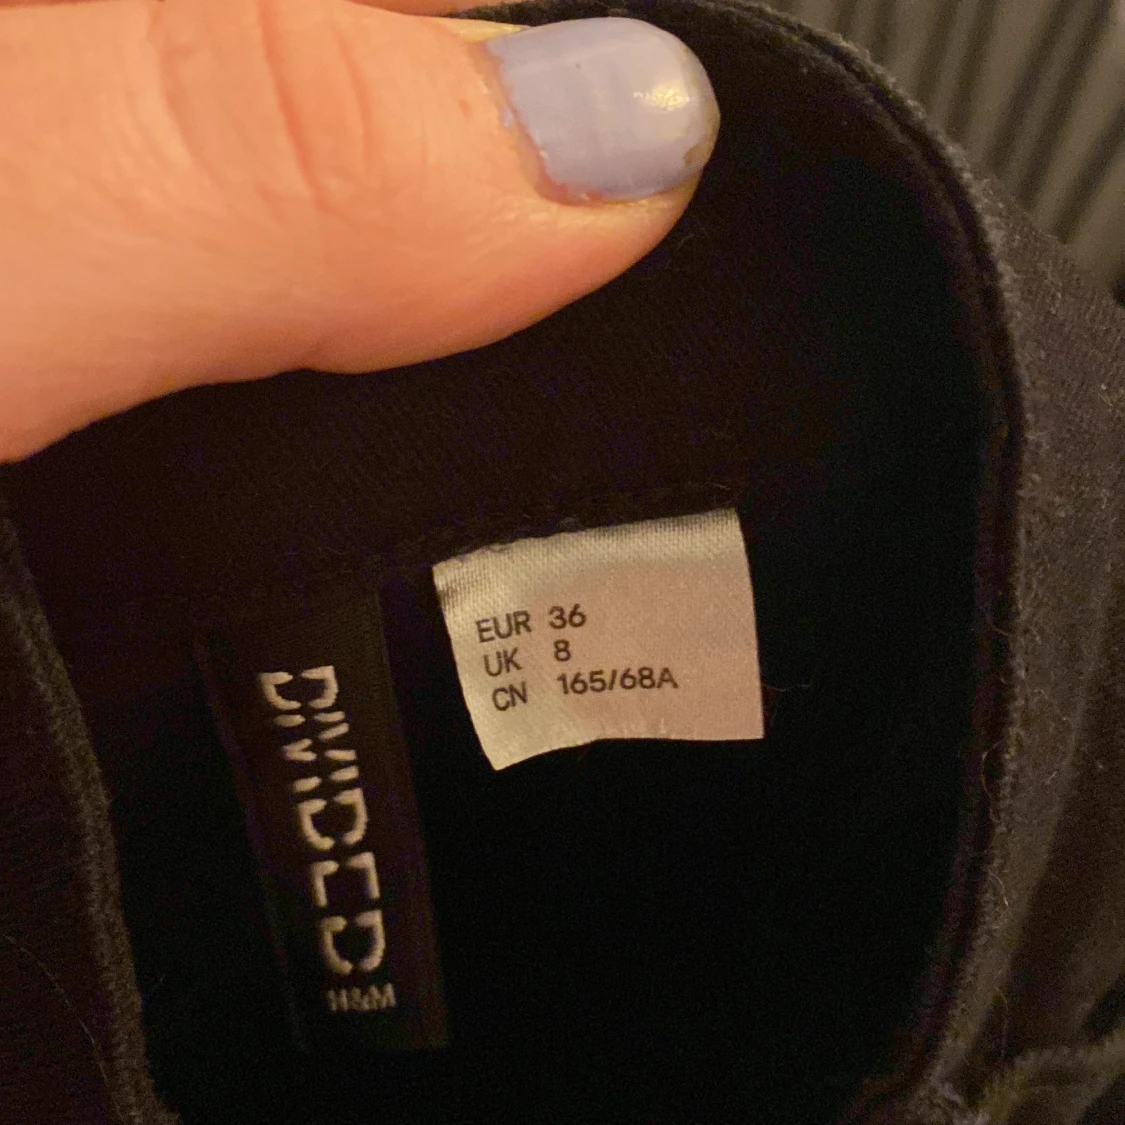 EUR 36
UK 8
CN 165/68A
DIVIDED
H&M